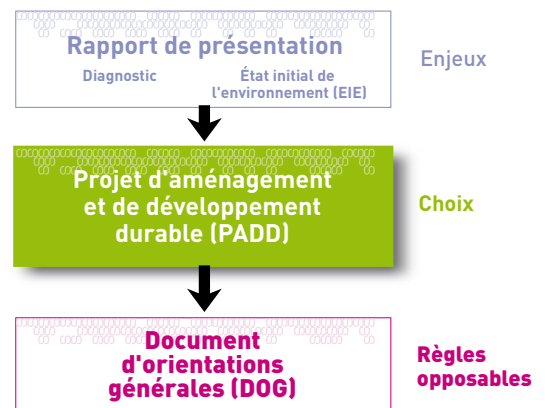 Rapport de présentation
Diagnostic
État initial de
l'environnement (EIE)
Enjeux
Projet d'aménagement
et de développement
durable (PADD)
Choix
Document
d'orientations
générales (DOG)
Règles
opposables